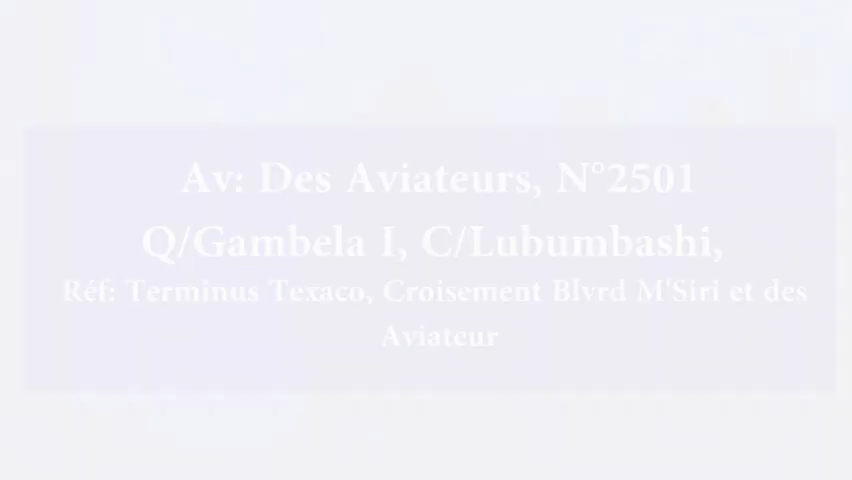 Av: Des Aviateurs, N°2501
Q/Gambela I, C/Lubumbashi,
Réf: Terminus Texaco, Croisement Blvrd M'Siri et des
Aviateur